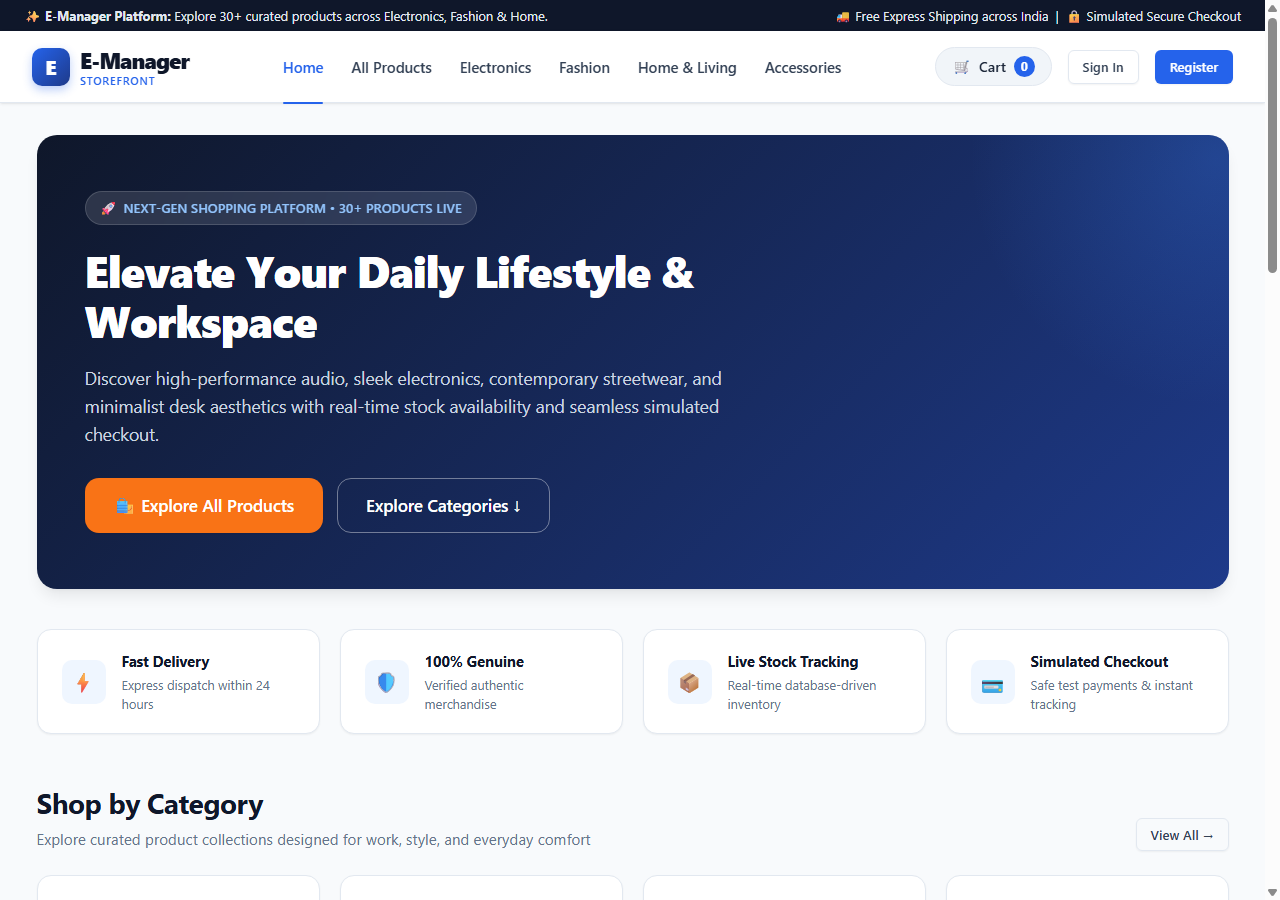 ✨ E-Manager Platform: Explore 30+ curated products across Electronics, Fashion & Home.
🚚 Free Express Shipping across India | 🔒 Simulated Secure Checkout
E
E-Manager
STOREFRONT
Home
All Products
Electronics
Fashion
Home & Living
Accessories
🛒 Cart 0
Sign In
Register
🚀 NEXT-GEN SHOPPING PLATFORM • 30+ PRODUCTS LIVE
Elevate Your Daily Lifestyle &
Workspace
Discover high-performance audio, sleek electronics, contemporary streetwear, and
minimalist desk aesthetics with real-time stock availability and seamless simulated
checkout.
🛍️ Explore All Products
Explore Categories ↓
Fast Delivery
Express dispatch within 24
hours
100% Genuine
Verified authentic
merchandise
Live Stock Tracking
Real-time database-driven
inventory
Simulated Checkout
Safe test payments & instant
tracking
Shop by Category
Explore curated product collections designed for work, style, and everyday comfort
View All →